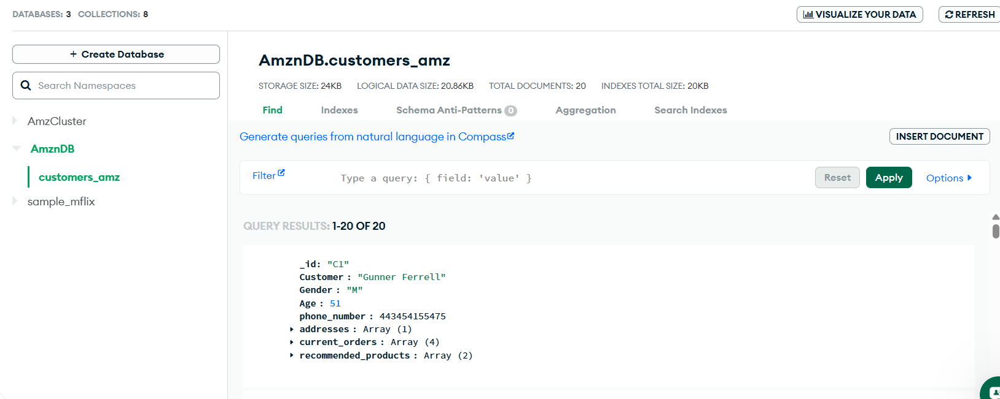 DATABASES: 3 COLLECTIONS: 8
VISUALIZE YOUR DATA
REFRESH
+ Create Database
Search Namespaces
AmzCluster
AmznDB
customers_amz
sample_mflix
AmznDB.customers_amz
STORAGE SIZE: 24KB LOGICAL DATA SIZE: 20.86KB TOTAL DOCUMENTS: 20 INDEXES TOTAL SIZE: 20KB
Find Indexes Schema Anti-Patterns 0 Aggregation Search Indexes
Generate queries from natural language in Compass
INSERT DOCUMENT
Filter
Type a query: { field: 'value' }
Reset Apply Options
QUERY RESULTS: 1-20 OF 20
_id: "C1"
Customer : "Gunner Ferrell"
Gender : "M"
Age : 51
phone_number : 443454155475
addresses : Array (1)
current_orders : Array (4)
recommended_products : Array (2)